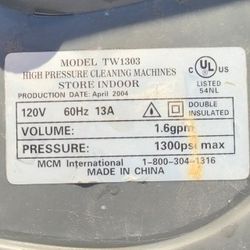 MODEL TW1303
HIGH PRESSURE CLEANING MACHINES
STORE INDOOR
PRODUCTION DATE: April 2004
C UL US
LISTED
54NL
120V 60Hz 13A
DOUBLE
INSULATED
VOLUME: 1.6gpm
PRESSURE: 1300psi max
MCM International 1-800-304-1316
MADE IN CHINA